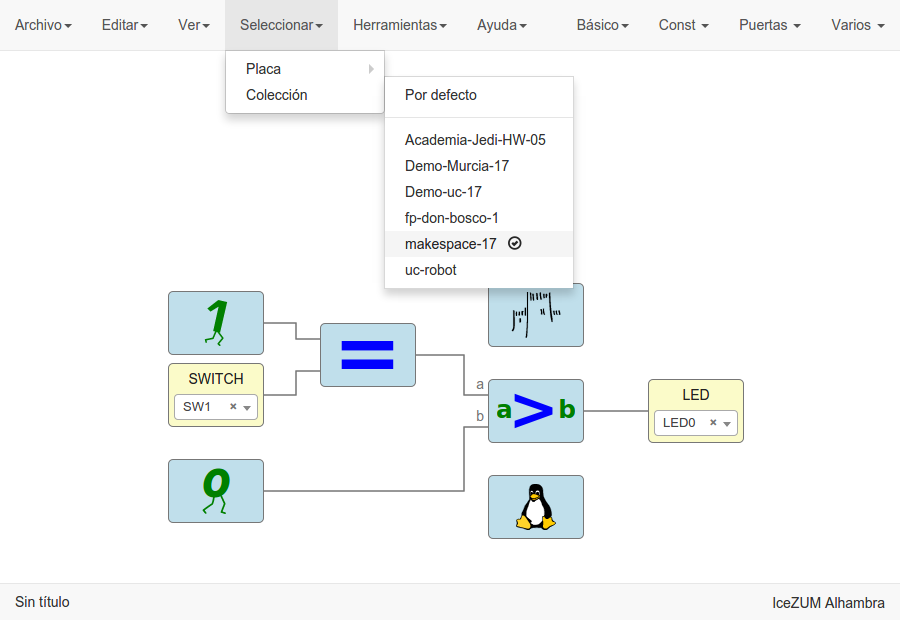 Archivo Editar Ver Seleccionar Herramientas Ayuda Básico Const Puertas Varios
Placa
Colección
Por defecto
Academia-Jedi-HW-05
Demo-Murcia-17
Demo-uc-17
fp-don-bosco-1
makespace-17
uc-robot
1
SWITCH
SW1 ×
=
0
a
b
a>b
LED
LED0 ×
Sin título
IceZUM Alhambra